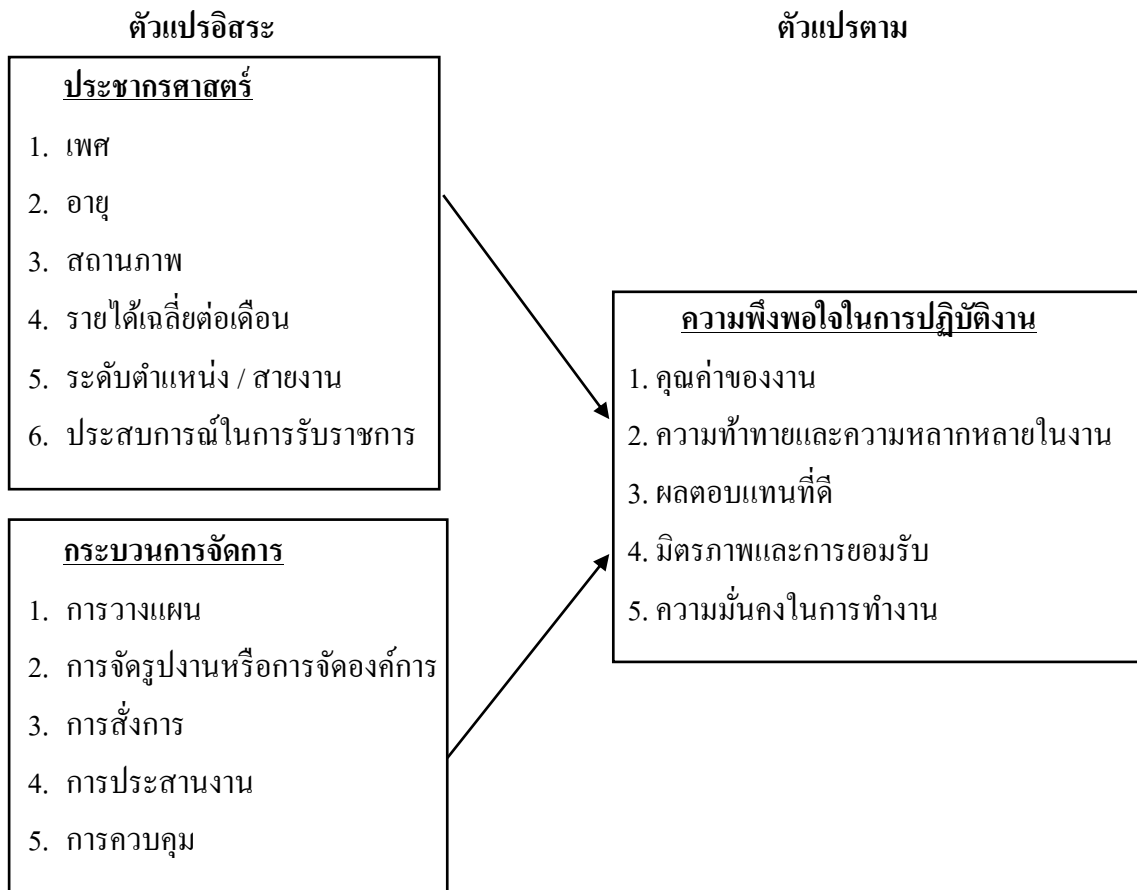 ตัวแปรอิสระ
ตัวแปรตาม
ประชากรศาสตร์
1. เพศ
2. อายุ
3. สถานภาพ
4. รายได้เฉลี่ยต่อเดือน
5. ระดับตำแหน่ง / สายงาน
6. ประสบการณ์ในการรับราชการ
กระบวนการจัดการ
1. การวางแผน
2. การจัดรูปงานหรือการจัดองค์การ
3. การสั่งการ
4. การประสานงาน
5. การควบคุม
ความพึงพอใจในการปฏิบัติงาน
1. คุณค่าของงาน
2. ความท้าทายและความหลากหลายในงาน
3. ผลตอบแทนที่ดี
4. มิตรภาพและการยอมรับ
5. ความมั่นคงในการทำงาน